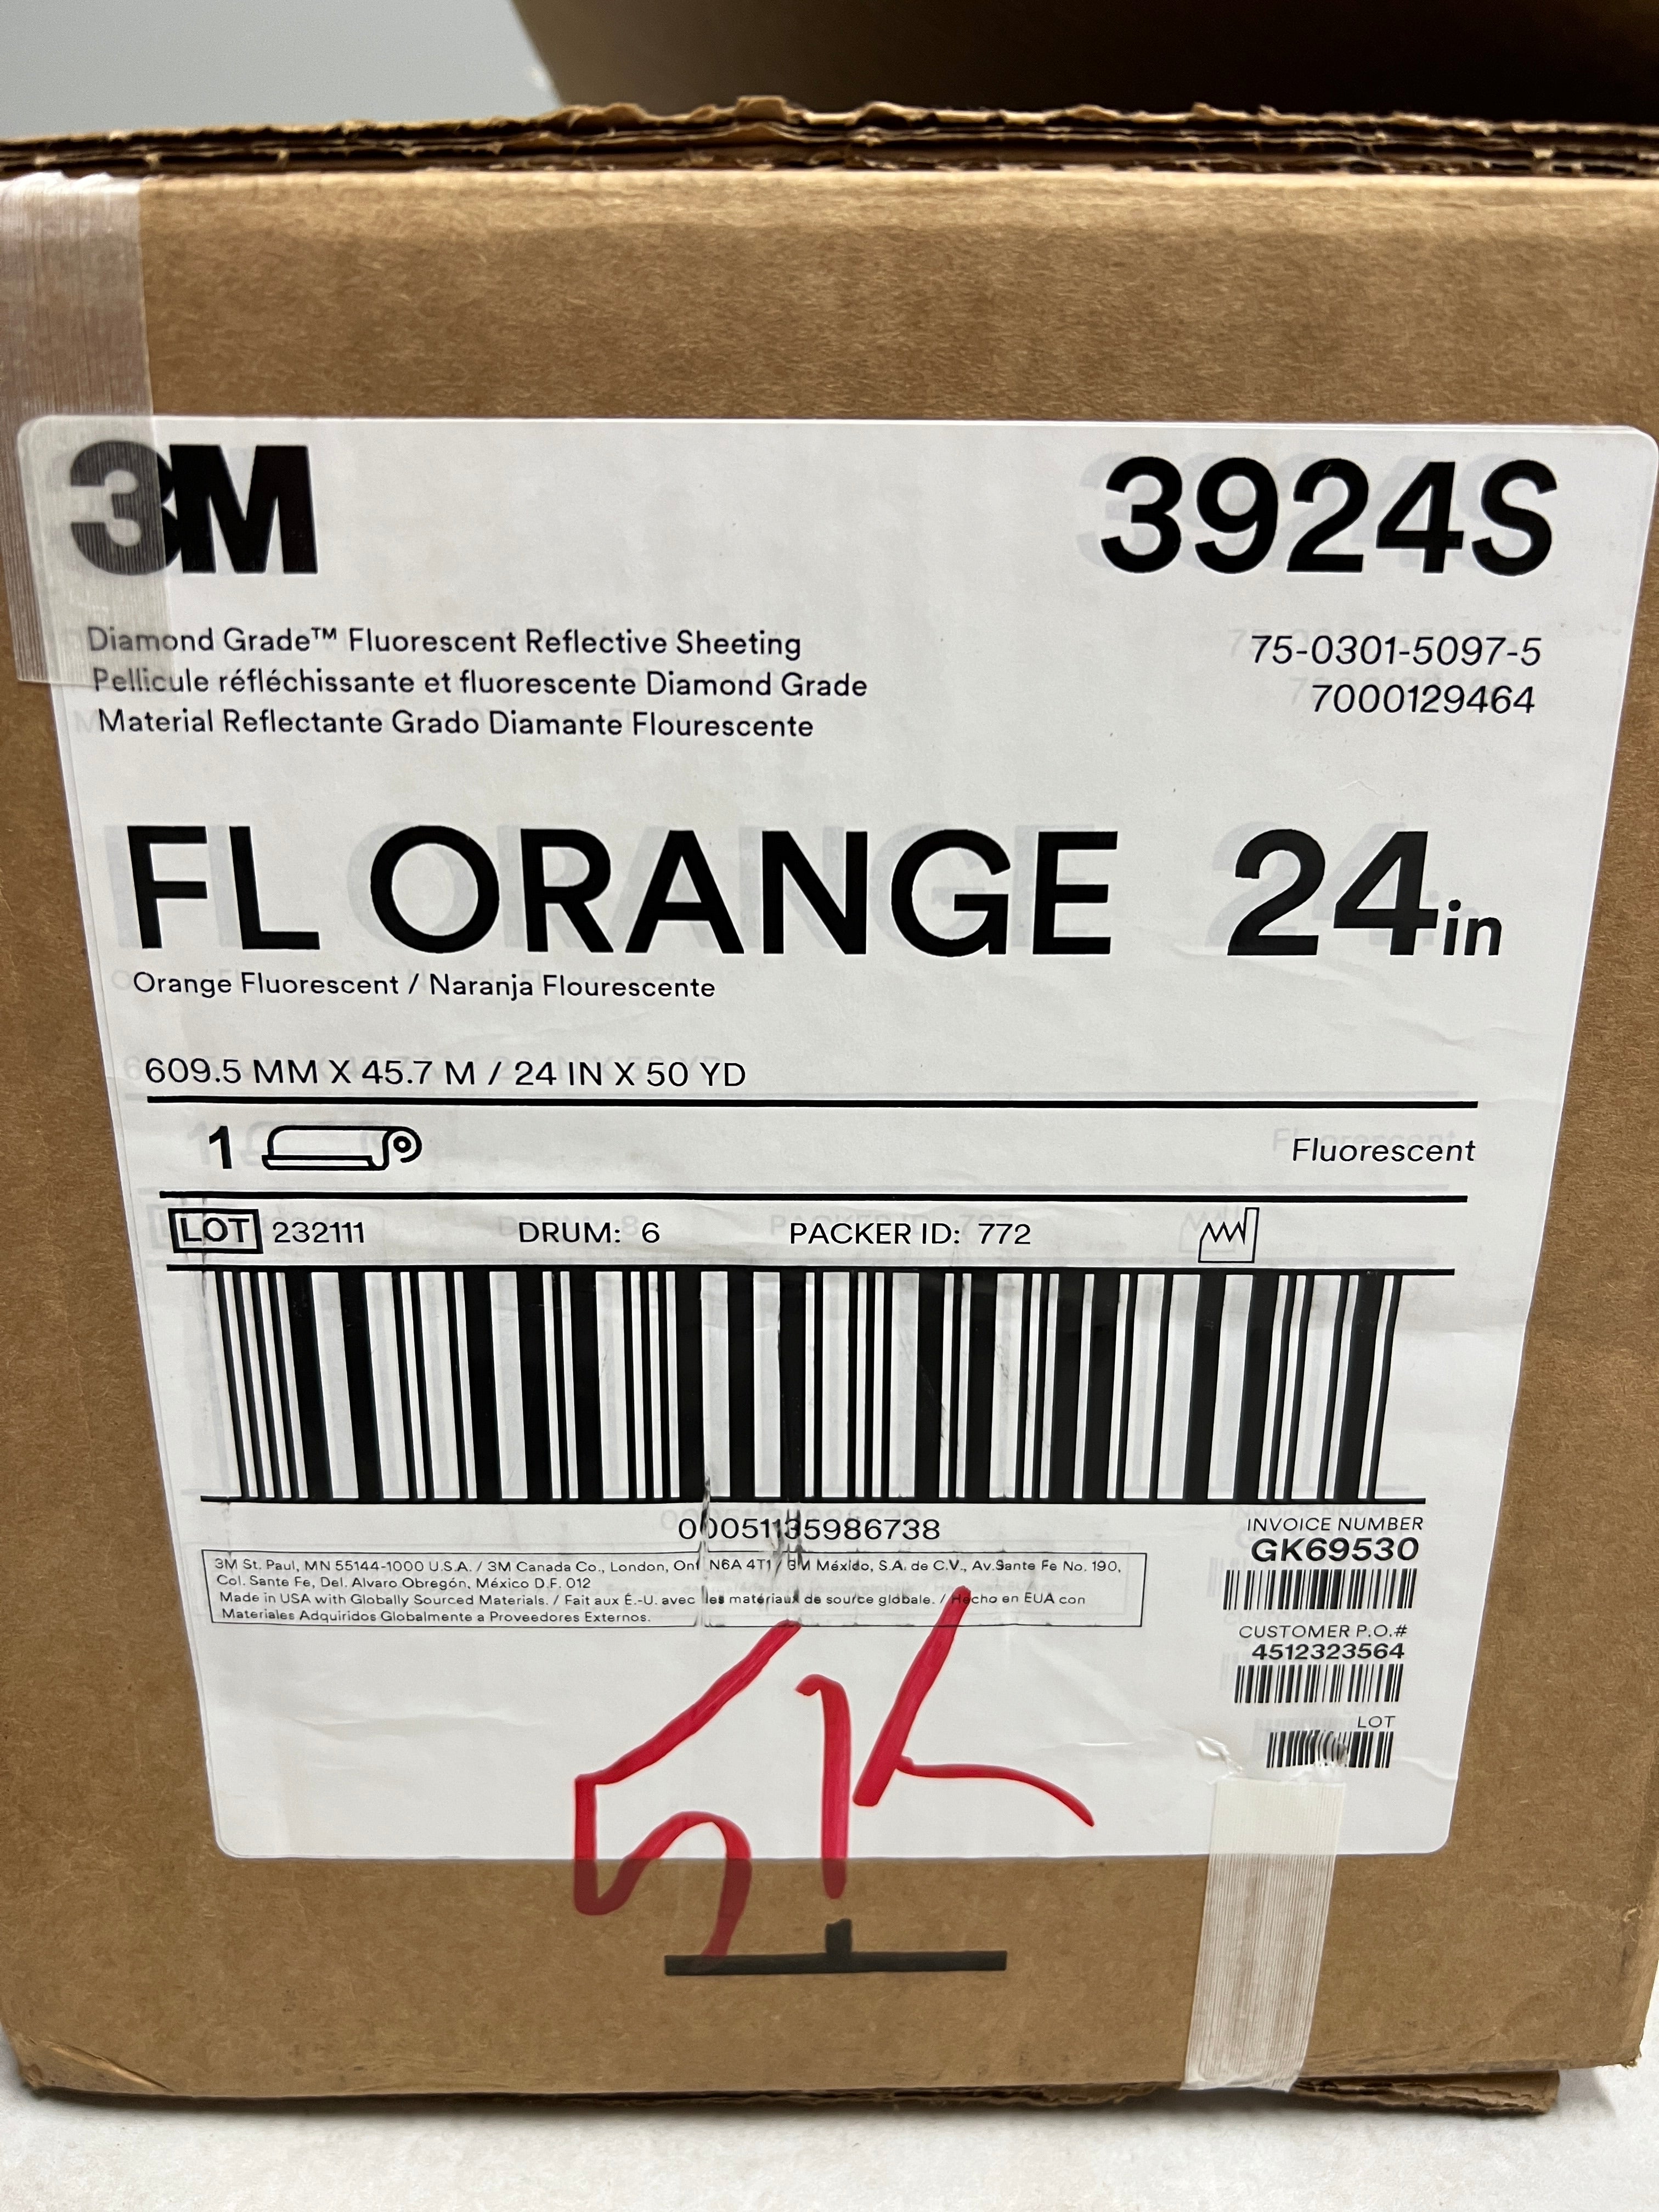 3M
3924S
Diamond Grade™ Fluorescent Reflective Sheeting
Pellicule réfléchissante et fluorescente Diamond Grade
Material Reflectante Grado Diamante Flourescente
75-0301-5097-5
7000129464
FL ORANGE 24in
Orange Fluorescent / Naranja Flourescente
609.5 MM X 45.7 M / 24 IN X 50 YD
1 Fluorescent
LOT 232111 DRUM: 6 PACKER ID: 772
00051135986738
3M St. Paul, MN 55144-1000 U.S.A. / 3M Canada Co., London, Ont N6A 4T1 / 3M México, S.A. de C.V., Av.Sante Fe No. 190,
Col. Sante Fe, Del. Alvaro Obregón, México D.F. 012
Made in USA with Globally Sourced Materials. / Fait aux É.-U. avec les matériaux de source globale. / Hecho en EUA con
Materiales Adquiridos Globalmente a Proveedores Externos.
INVOICE NUMBER
GK69530
CUSTOMER P.O.#
4512323564
LOT